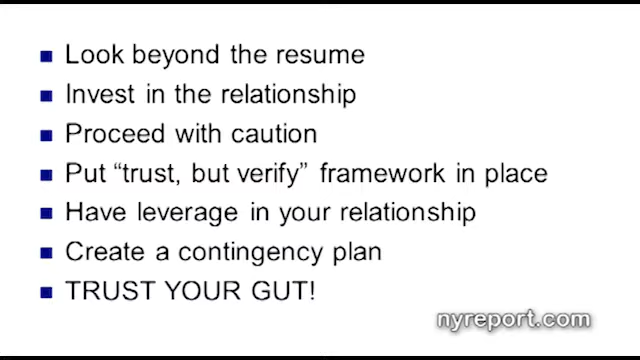 Look beyond the resume
Invest in the relationship
Proceed with caution
Put “trust, but verify” framework in place
Have leverage in your relationship
Create a contingency plan
TRUST YOUR GUT!
nyreport.com